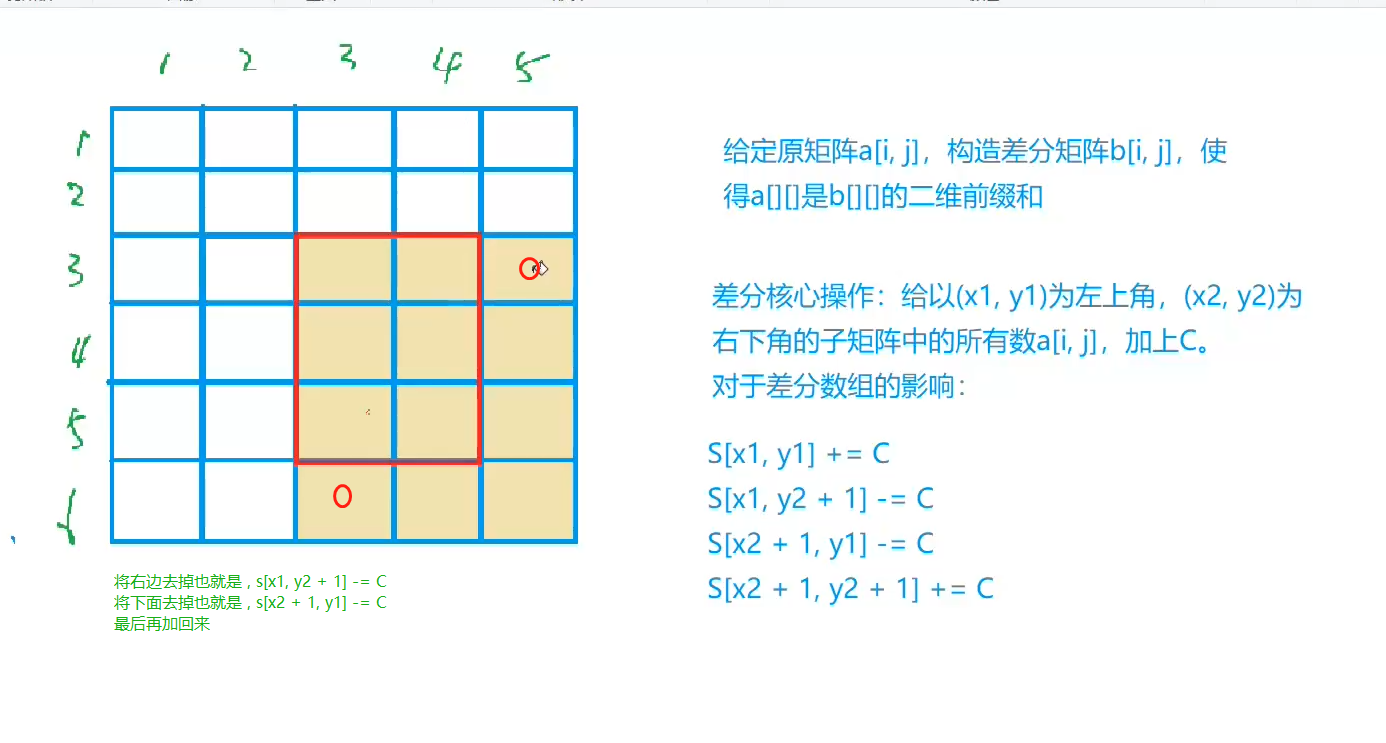 1 2 3 4 5
1
2
3
4
5
给定原矩阵a[i, j]，构造差分矩阵b[i, j]，使
得a[][]是b[][]的二维前缀和
差分核心操作：给以(x1, y1)为左上角，(x2, y2)为
右下角的子矩阵中的所有数a[i, j]，加上C。
对于差分数组的影响：
S[x1, y1] += C
S[x1, y2 + 1] -= C
S[x2 + 1, y1] -= C
S[x2 + 1, y2 + 1] += C
将右边去掉也就是 , s[x1, y2 + 1] -= C
将下面去掉也就是 , s[x2 + 1, y1] -= C
最后再加回来